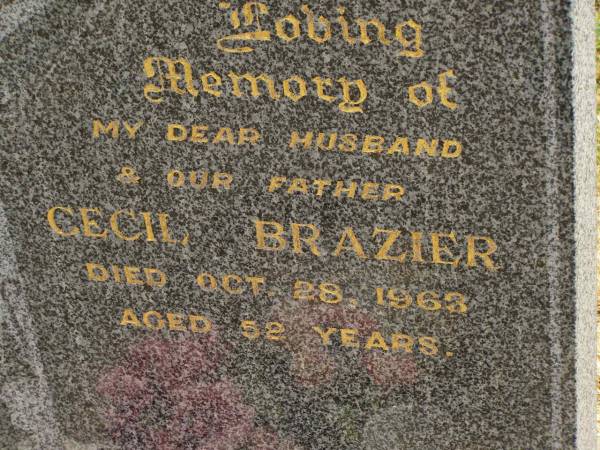 Loving
Memory of
MY DEAR HUSBAND
& OUR FATHER
CECIL BRAZIER
DIED OCT. 28, 1963
AGED 52 YEARS.